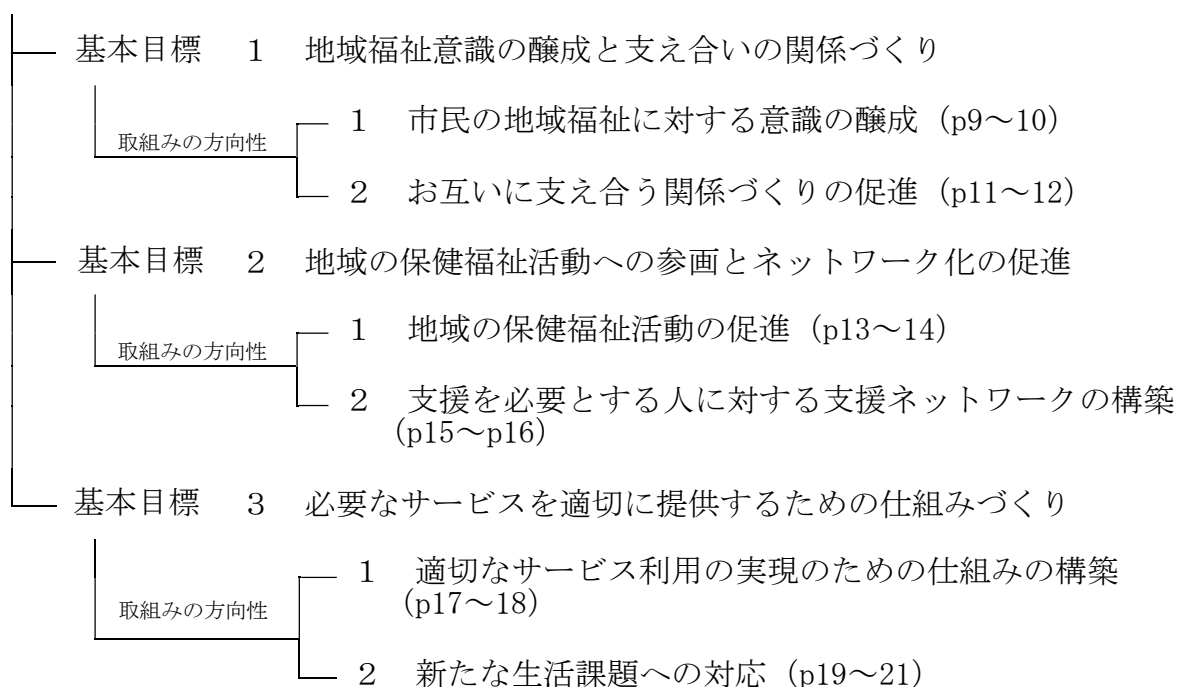 基本目標　1　地域福祉意識の醸成と支え合いの関係づくり
取組みの方向性
1　市民の地域福祉に対する意識の醸成（p9～10）
2　お互いに支え合う関係づくりの促進（p11～12）
基本目標　2　地域の保健福祉活動への参画とネットワーク化の促進
取組みの方向性
1　地域の保健福祉活動の促進（p13～14）
2　支援を必要とする人に対する支援ネットワークの構築
（p15～p16）
基本目標　3　必要なサービスを適切に提供するための仕組みづくり
取組みの方向性
1　適切なサービス利用の実現のための仕組みの構築
（p17～18）
2　新たな生活課題への対応（p19～21）